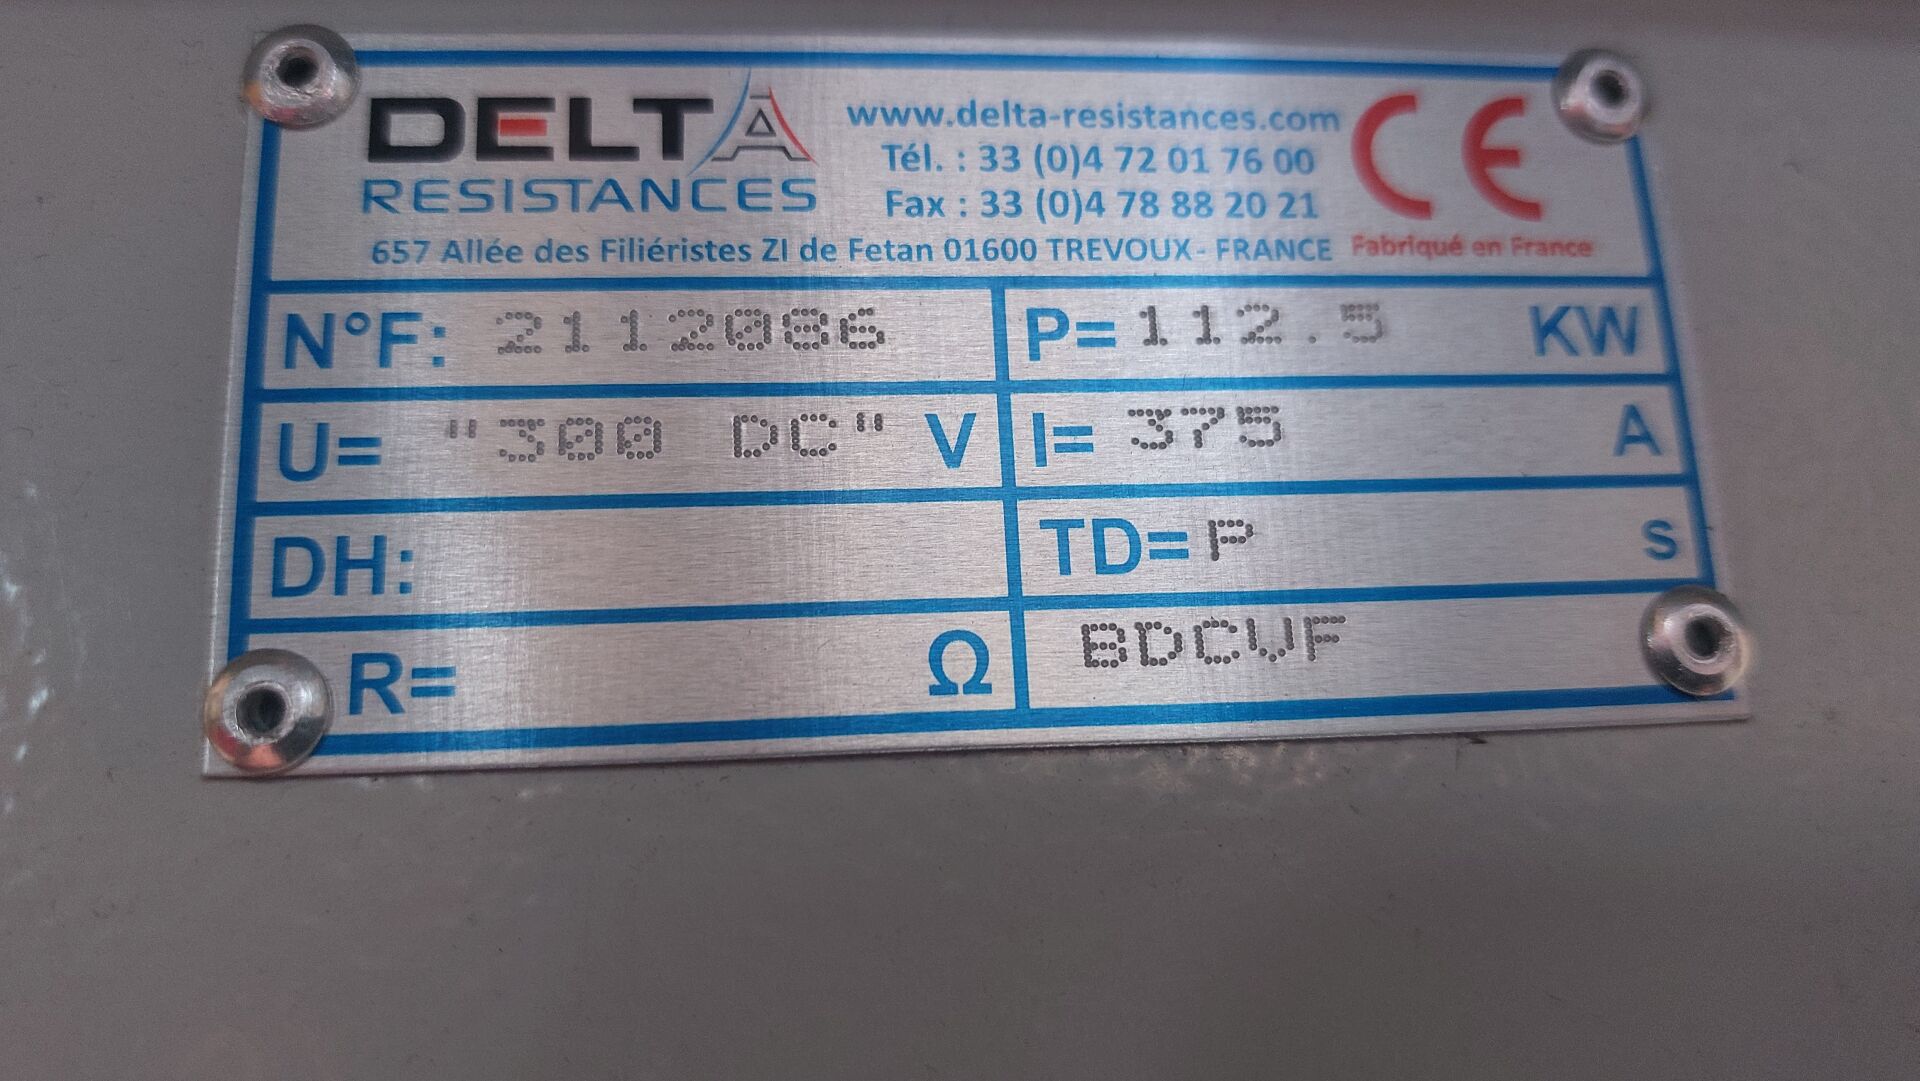 DELTA
RESISTANCES
www.delta-resistances.com
Tél. : 33 (0)4 72 01 76 00
Fax : 33 (0)4 78 88 20 21
657 Allée des Filiéristes ZI de Fetan 01600 TREVOUX - FRANCE
CE
Fabriqué en France
N°F: 2112086
P= 112.5 KW
U= "300 DC" V
I= 375 A
DH:
TD= P s
R= Ω
BDCVF